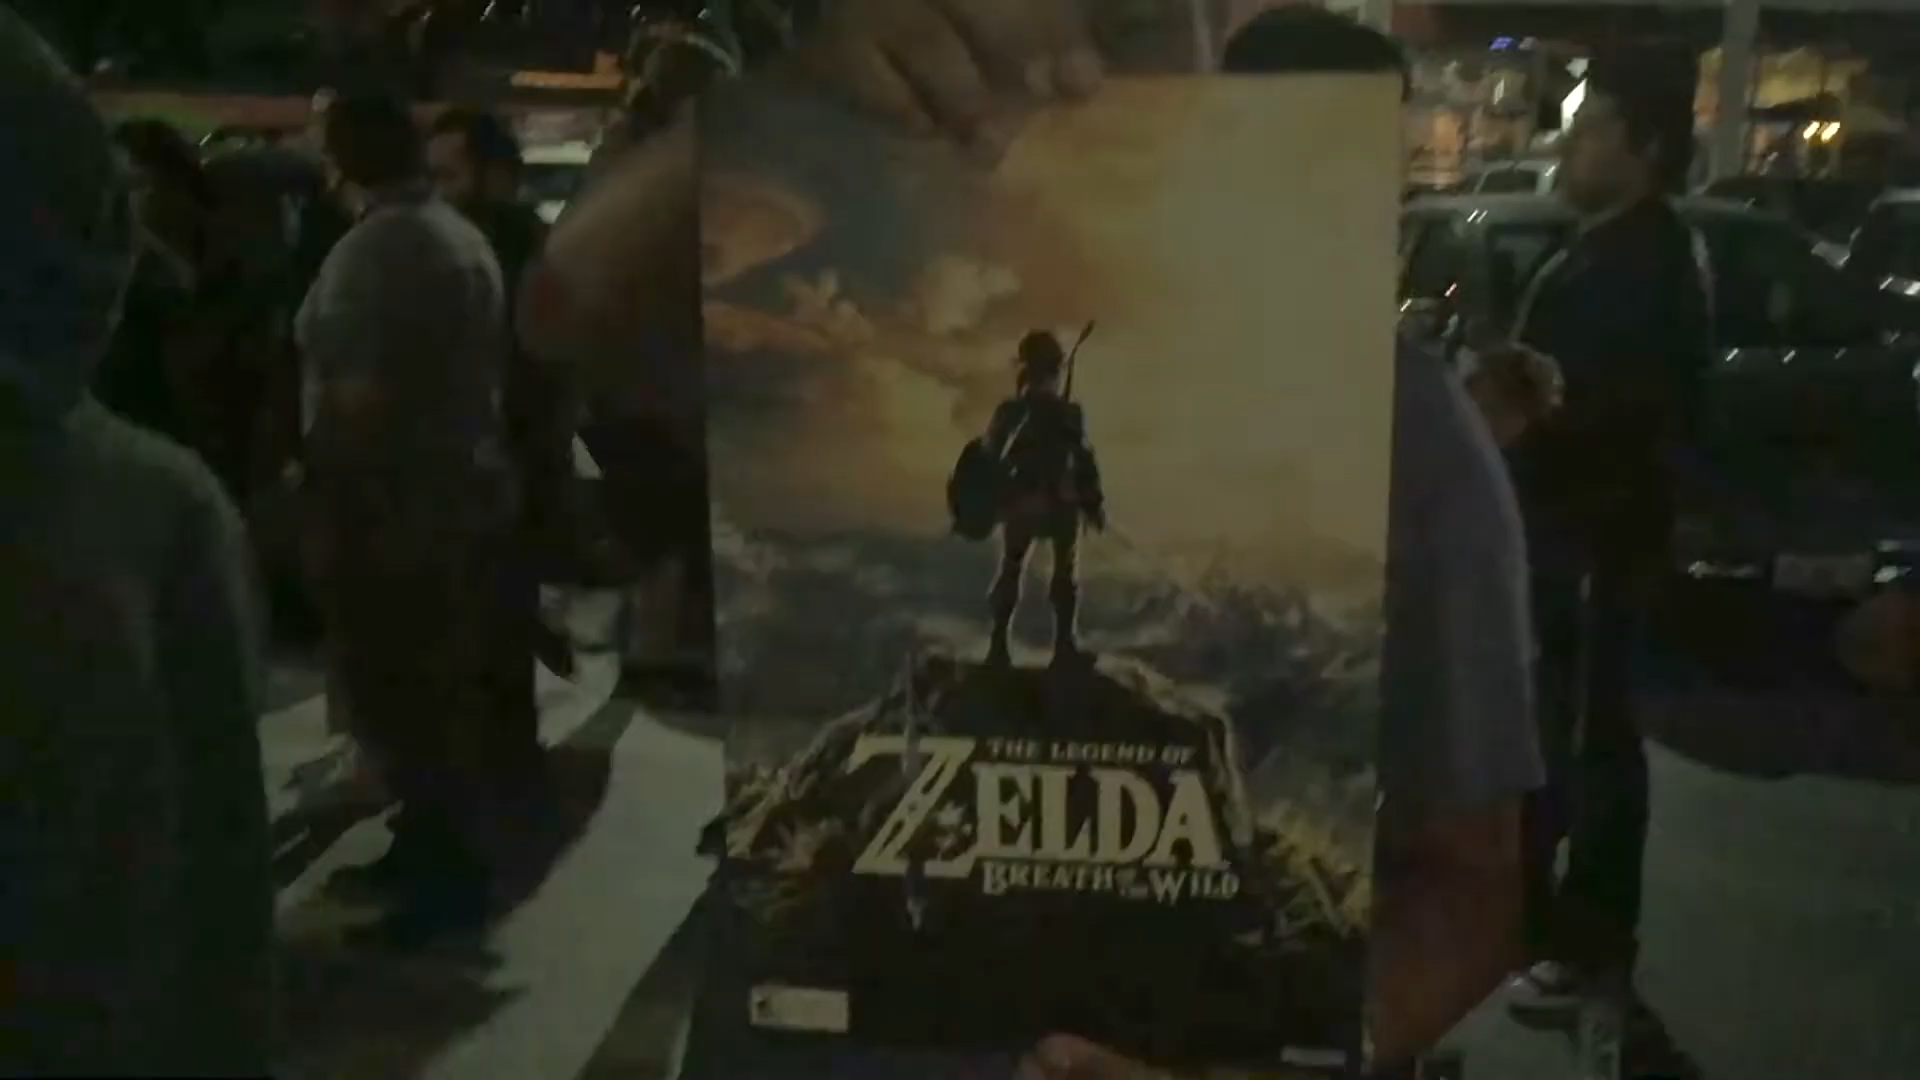 THE LEGEND OF
ZELDA
BREATH OF THE WILD